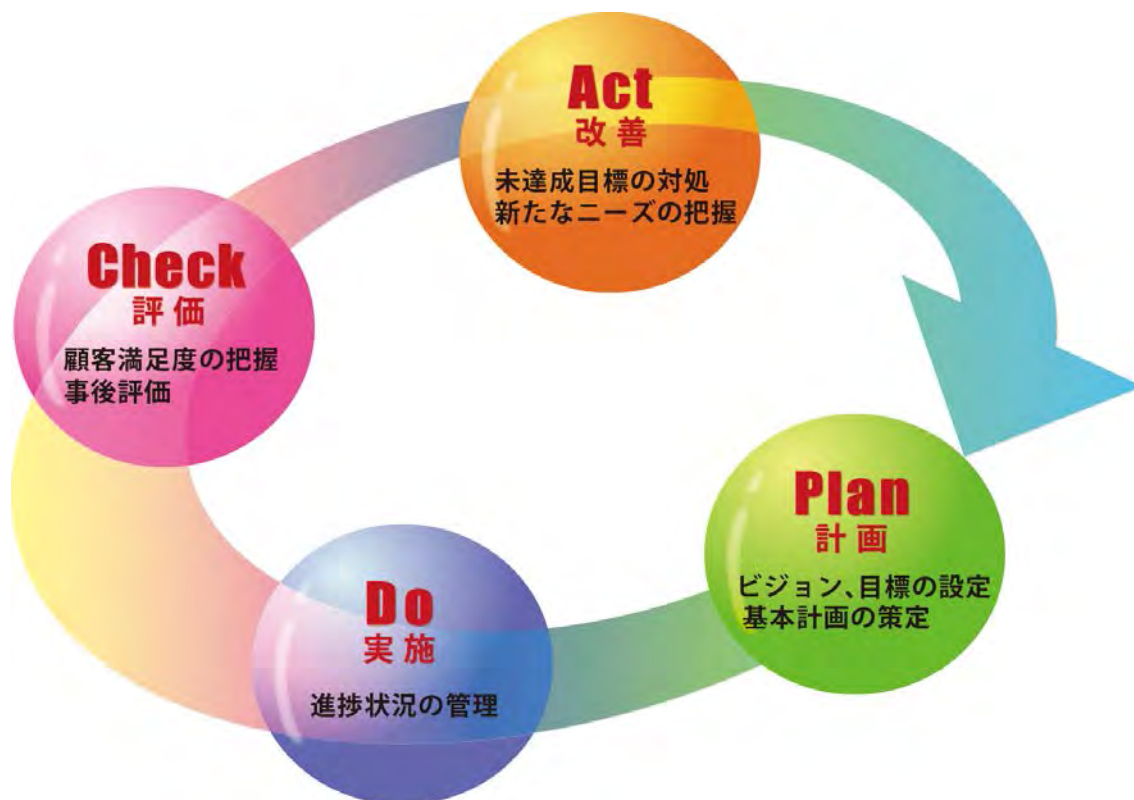 Act
改善
未達成目標の対処
新たなニーズの把握
Check
評価
顧客満足度の把握
事後評価
Plan
計画
ビジョン、目標の設定
基本計画の策定
Do
実施
進捗状況の管理